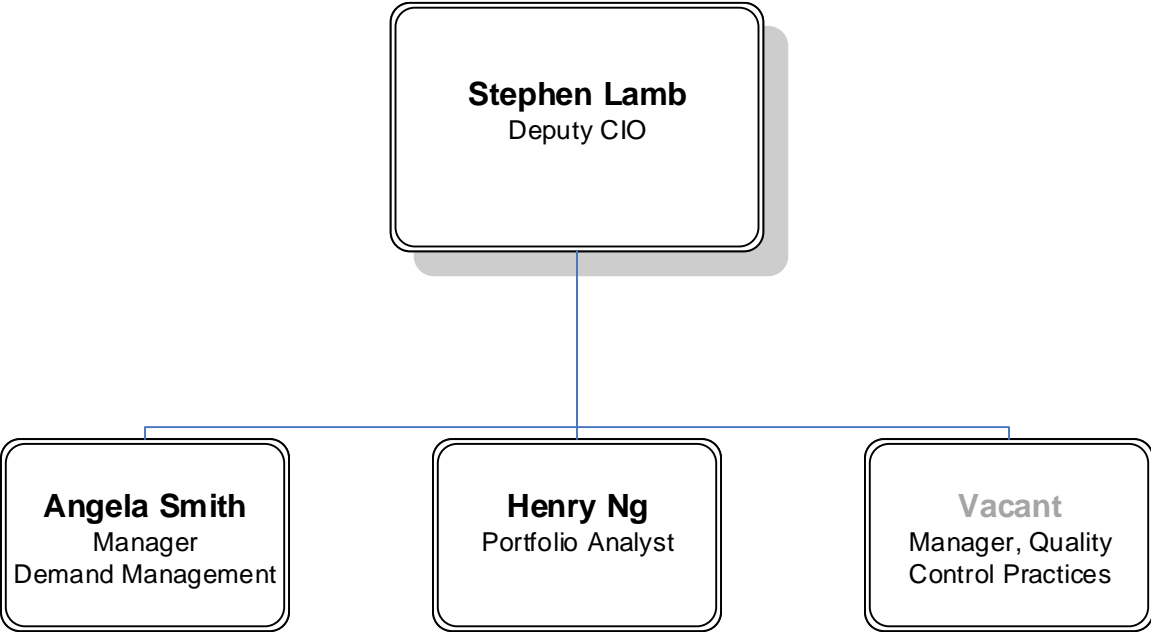 Stephen Lamb
Deputy CIO
Angela Smith
Manager
Demand Management
Henry Ng
Portfolio Analyst
Vacant
Manager, Quality
Control Practices